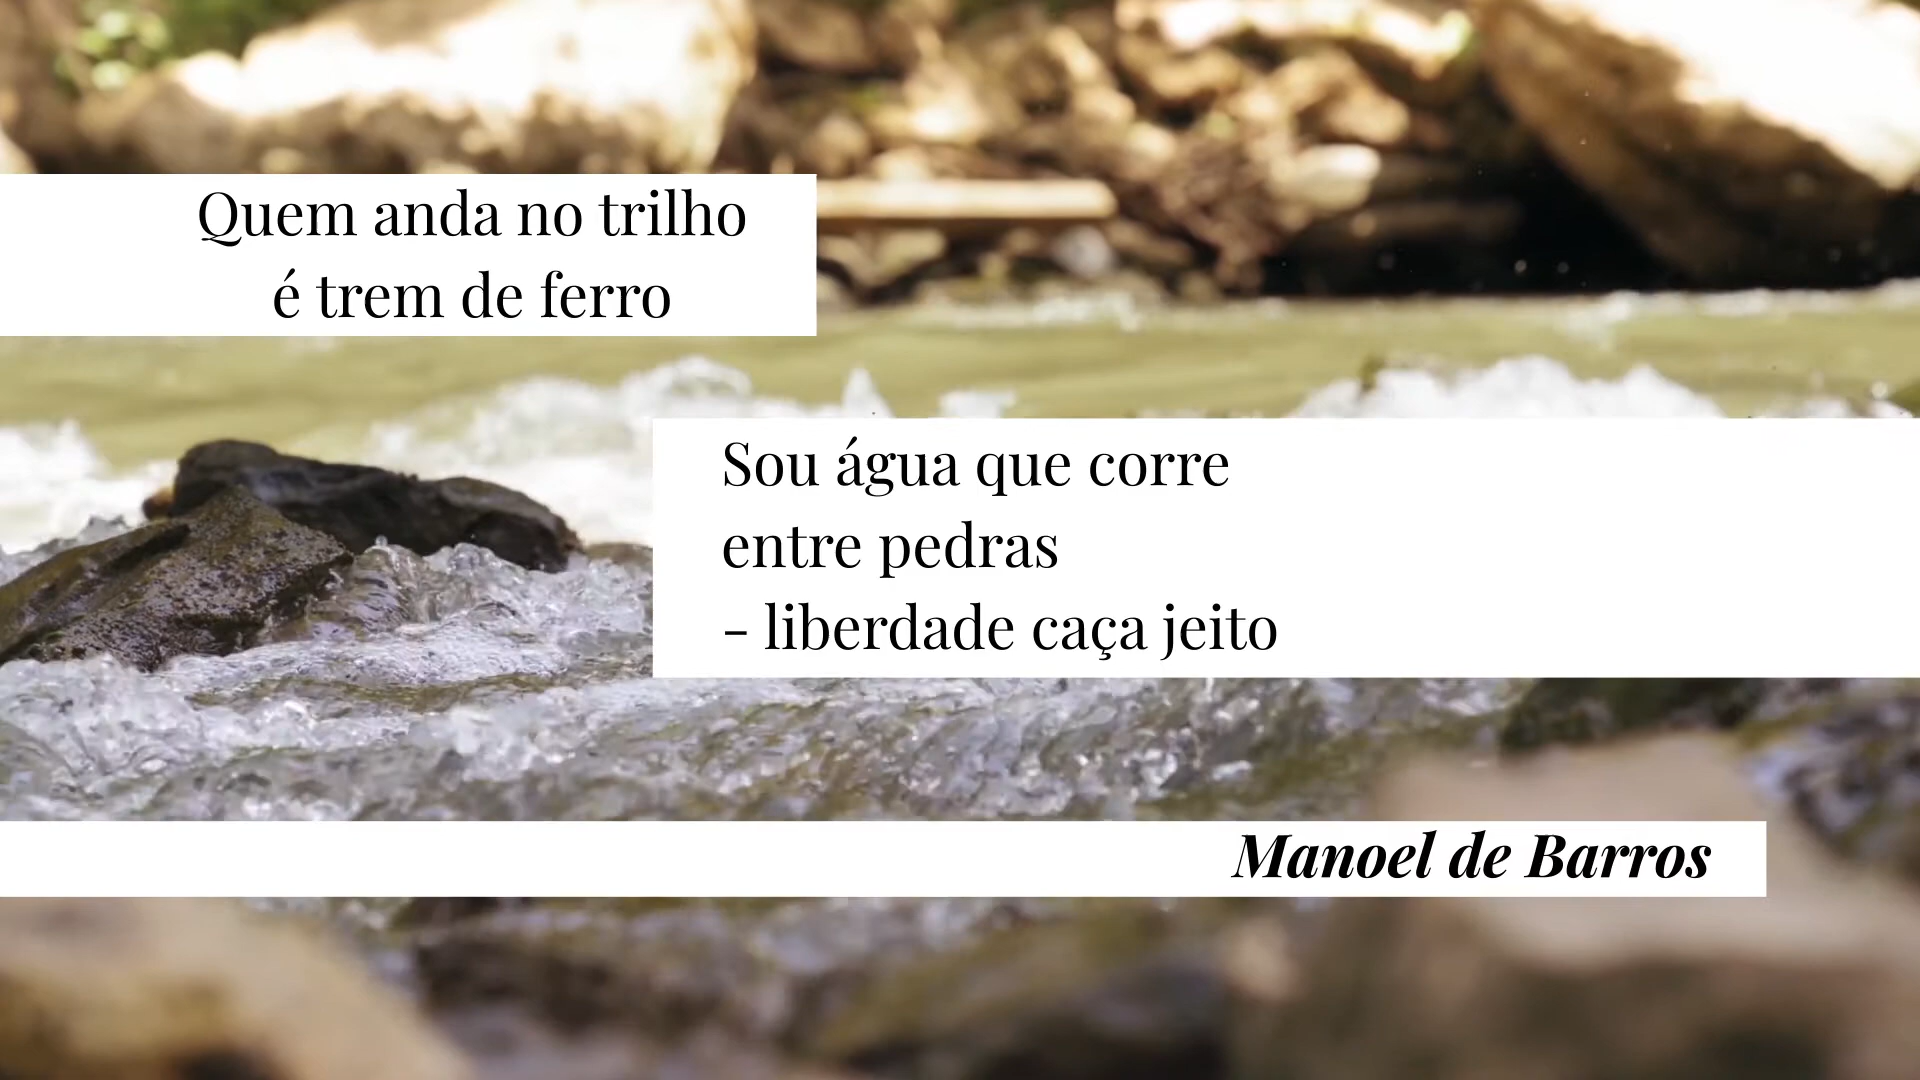 Quem anda no trilho
é trem de ferro
Sou água que corre
entre pedras
- liberdade caça jeito
Manoel de Barros